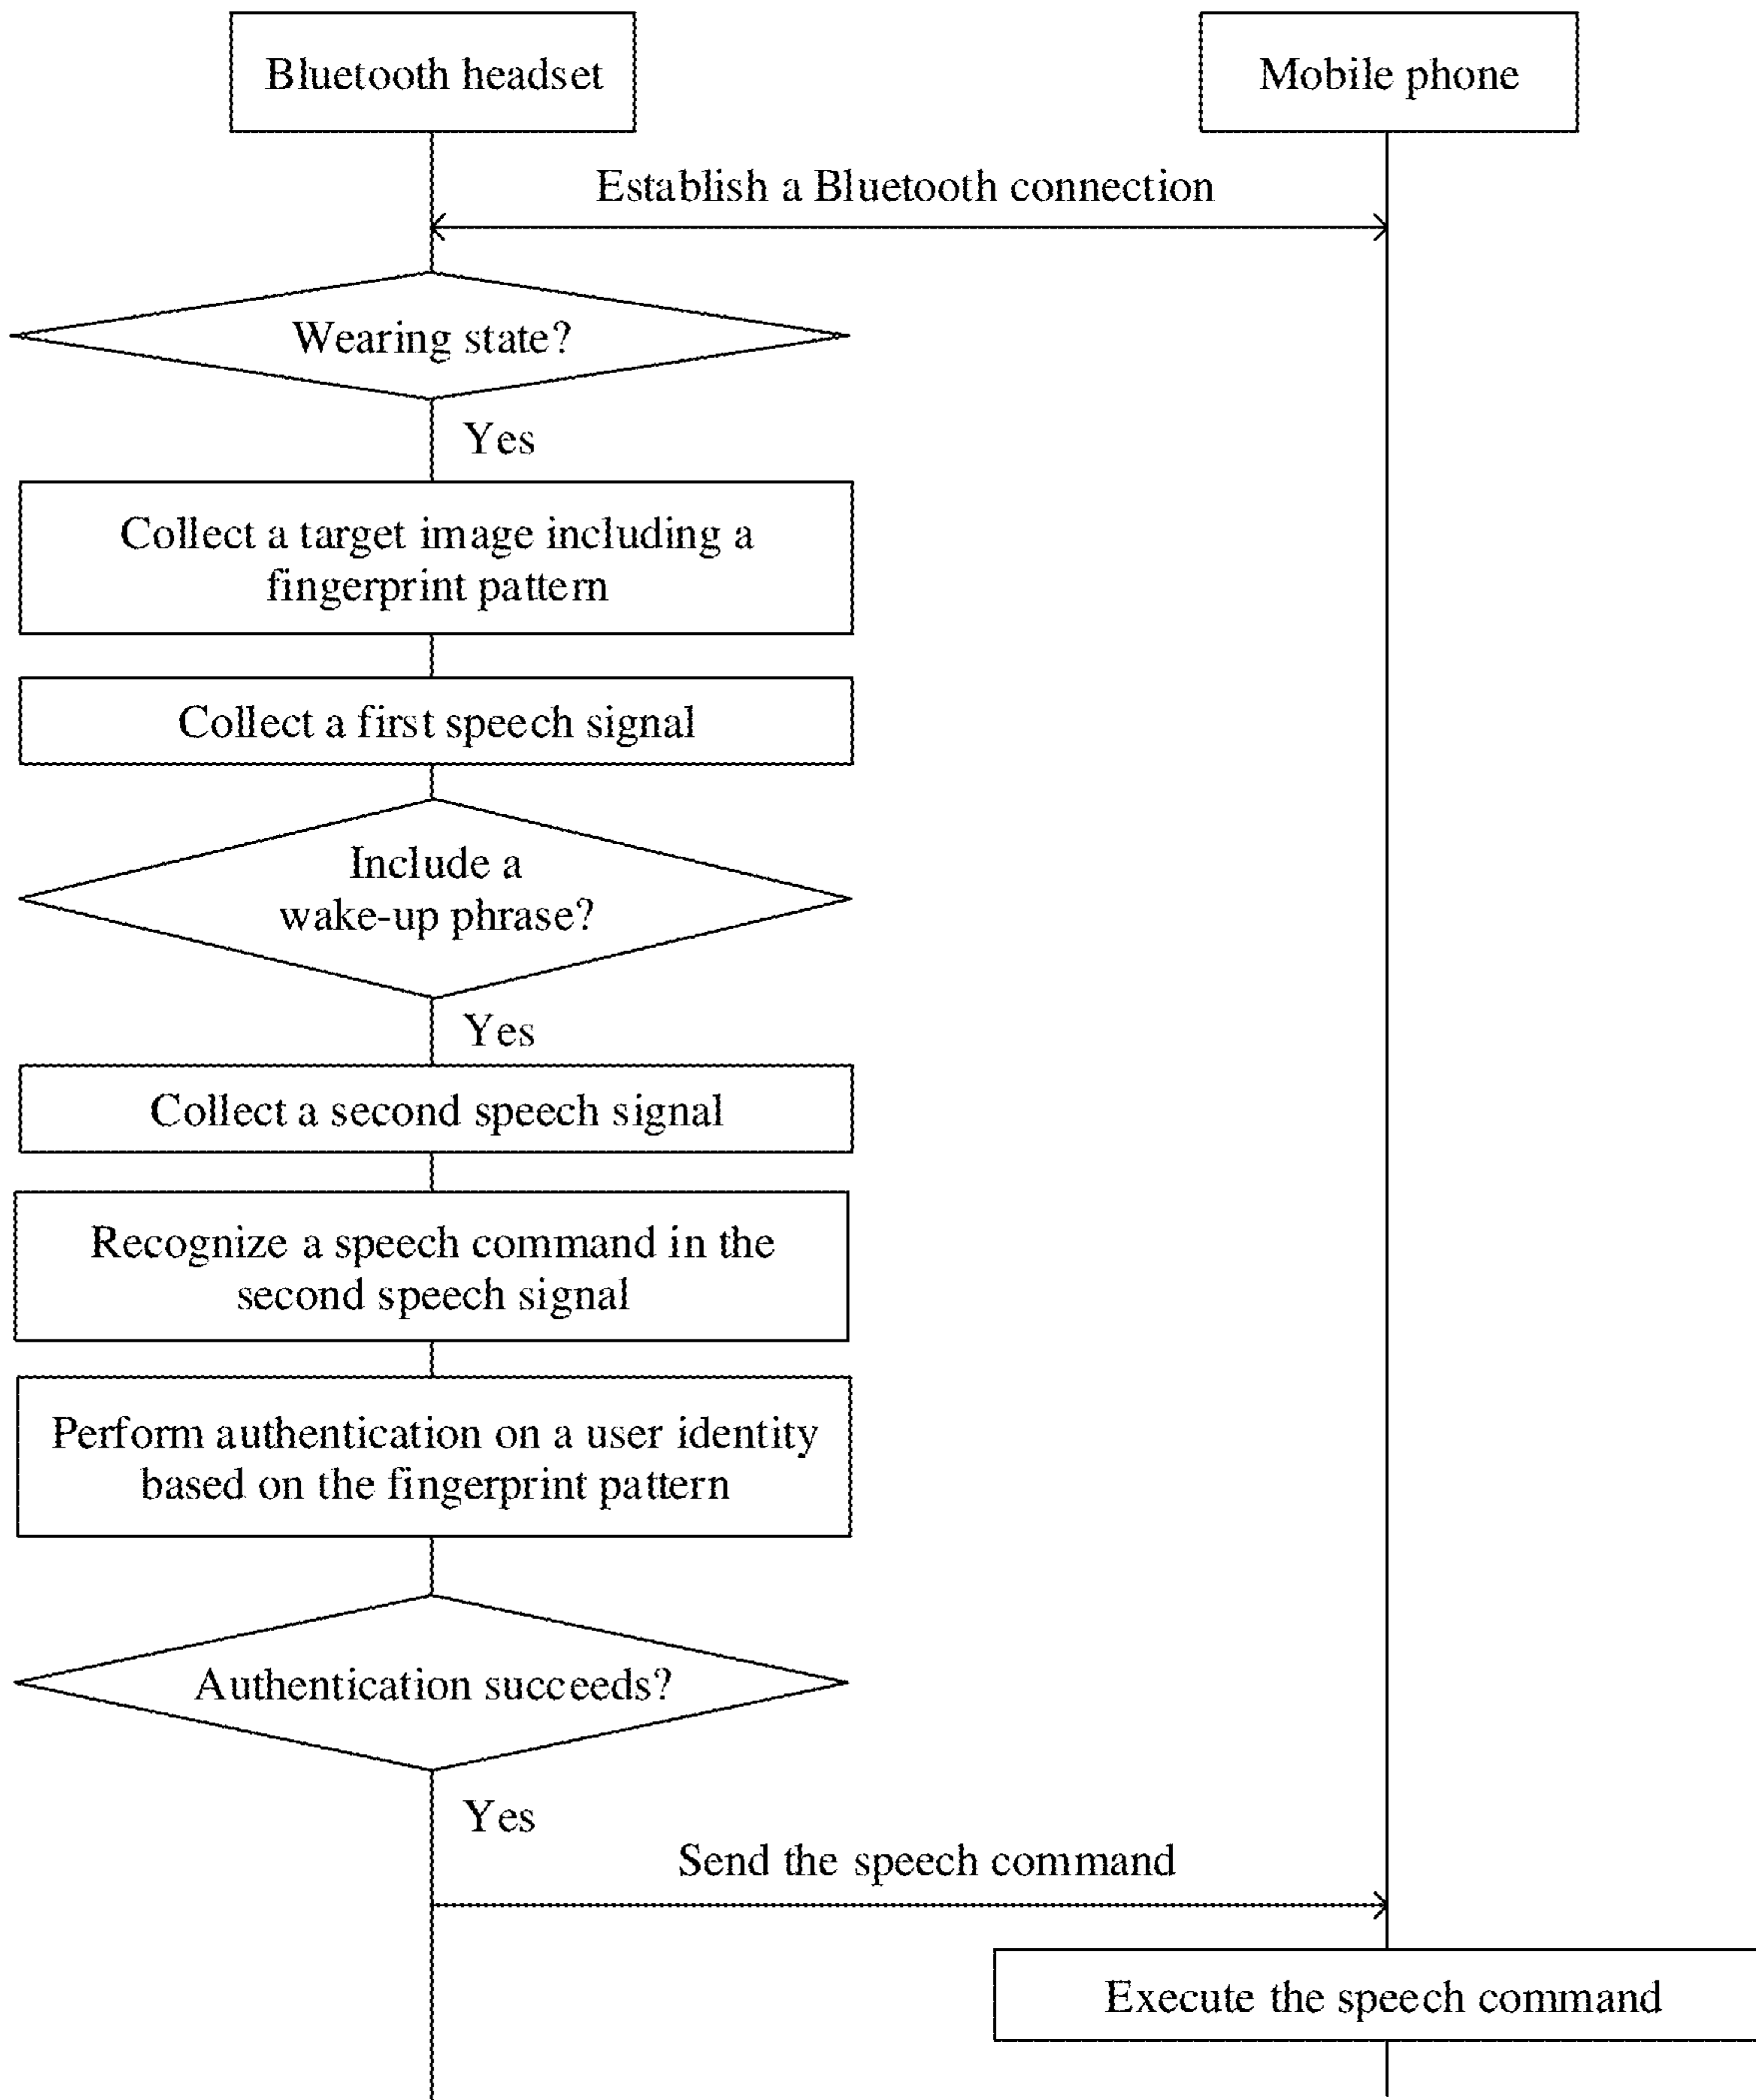 Bluetooth headset
Mobile phone
Establish a Bluetooth connection
Wearing state?
Yes
Collect a target image including a
fingerprint pattern
Collect a first speech signal
Include a
wake-up phrase?
Yes
Collect a second speech signal
Recognize a speech command in the
second speech signal
Perform authentication on a user identity
based on the fingerprint pattern
Authentication succeeds?
Yes
Send the speech command
Execute the speech command